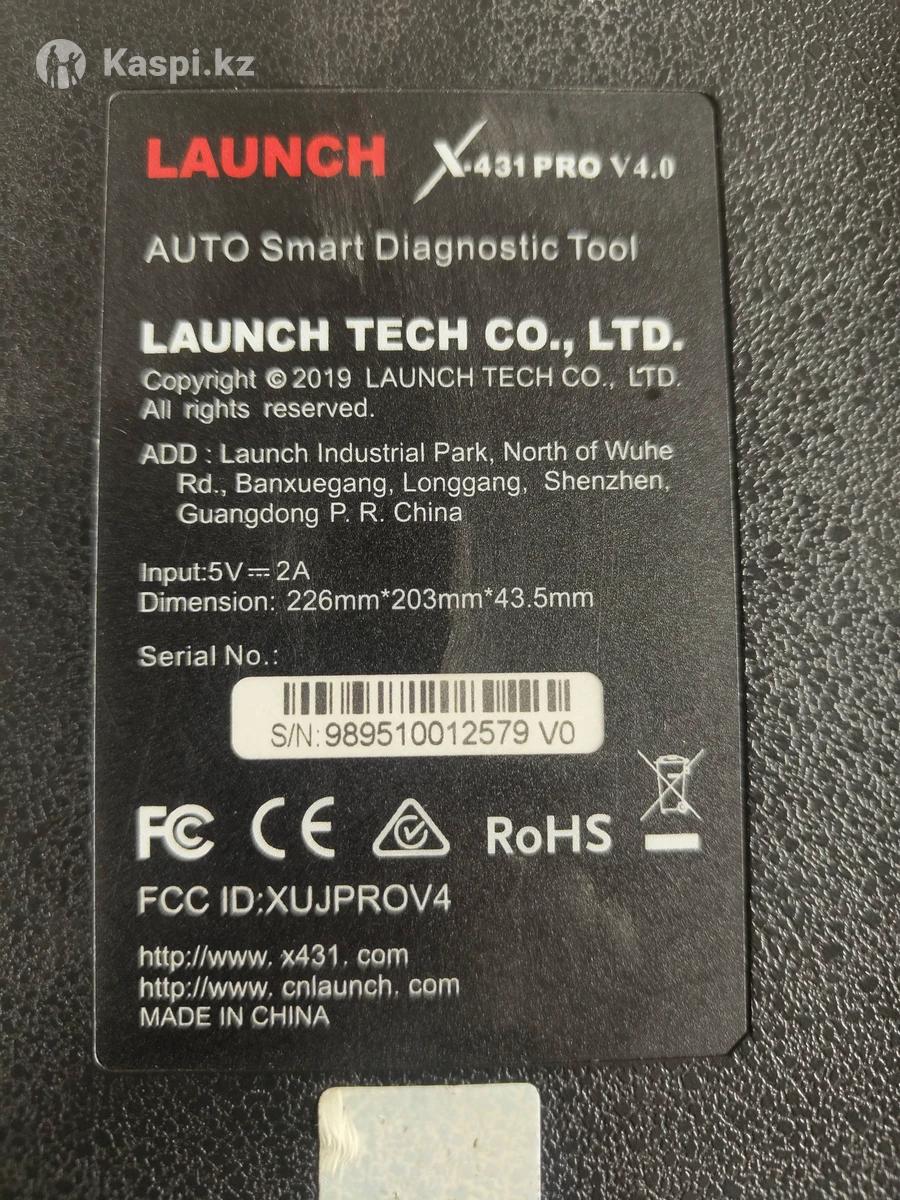 Kaspi.kz
LAUNCH X-431 PRO V4.0
AUTO Smart Diagnostic Tool
LAUNCH TECH CO., LTD.
Copyright © 2019 LAUNCH TECH CO., LTD.
All rights reserved.
ADD : Launch Industrial Park, North of Wuhe
Rd., Banxuegang, Longgang, Shenzhen,
Guangdong P. R. China
Input:5V⎓2A
Dimension: 226mm*203mm*43.5mm
Serial No.:
S/N:989510012579 V0
FC CE RoHS
FCC ID:XUJPROV4
http://www. x431. com
http://www. cnlaunch. com
MADE IN CHINA